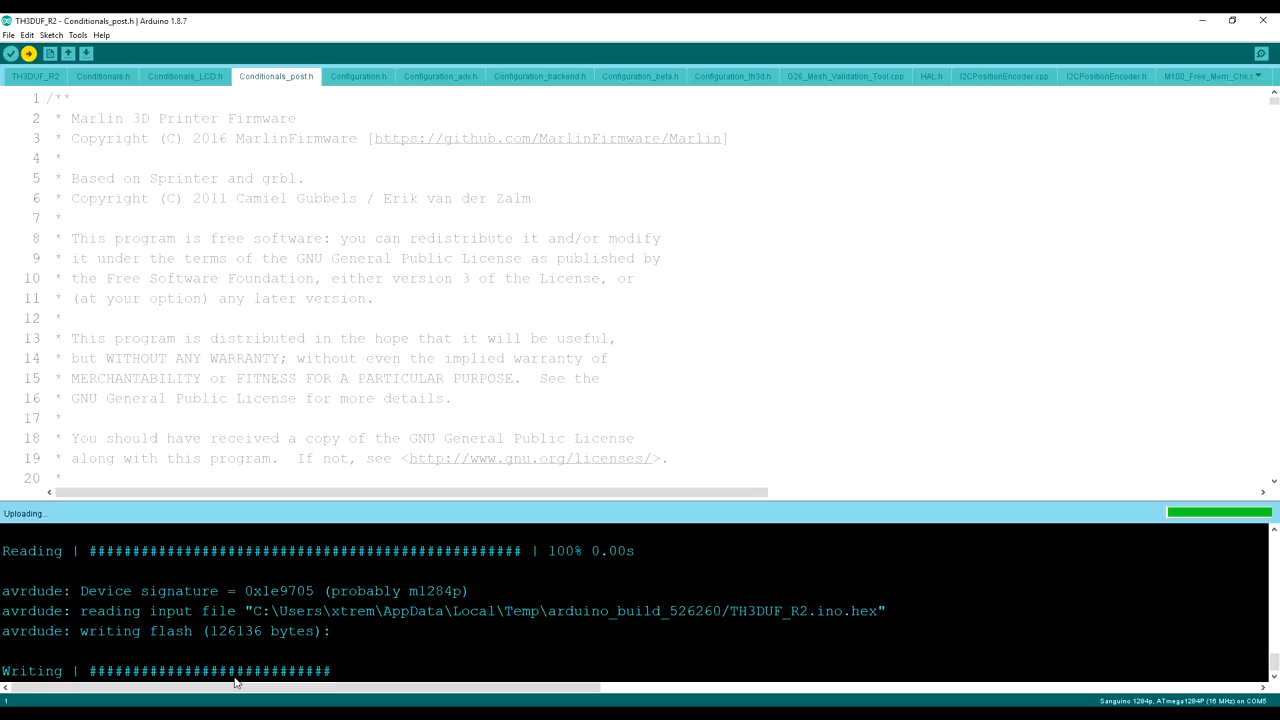 TH3DUF_R2 - Conditionals_post.h | Arduino 1.8.7
File Edit Sketch Tools Help
TH3DUF_R2 Conditionals.h Conditionals_LCD.h Conditionals_post.h Configuration.h Configuration_adv.h Configuration_backend.h Configuration_beta.h Configuration_th3d.h G26_Mesh_Validation_Tool.cpp HAL.h I2CPositionEncoder.cpp I2CPositionEncoder.h M100_Free_Mem_Chk.c
1 /**
2 * Marlin 3D Printer Firmware
3 * Copyright (C) 2016 MarlinFirmware [https://github.com/MarlinFirmware/Marlin]
4 *
5 * Based on Sprinter and grbl.
6 * Copyright (C) 2011 Camiel Gubbels / Erik van der Zalm
7 *
8 * This program is free software: you can redistribute it and/or modify
9 * it under the terms of the GNU General Public License as published by
10 * the Free Software Foundation, either version 3 of the License, or
11 * (at your option) any later version.
12 *
13 * This program is distributed in the hope that it will be useful,
14 * but WITHOUT ANY WARRANTY; without even the implied warranty of
15 * MERCHANTABILITY or FITNESS FOR A PARTICULAR PURPOSE.  See the
16 * GNU General Public License for more details.
17 *
18 * You should have received a copy of the GNU General Public License
19 * along with this program.  If not, see <http://www.gnu.org/licenses/>.
20 *
Uploading...
Reading | ################################################## | 100% 0.00s
avrdude: Device signature = 0x1e9705 (probably m1284p)
avrdude: reading input file "C:\Users\xtrem\AppData\Local\Temp\arduino_build_526260/TH3DUF_R2.ino.hex"
avrdude: writing flash (126136 bytes):
Writing | ############################
1
Sanguino 1284p, ATmega1284P (16 MHz) on COM5